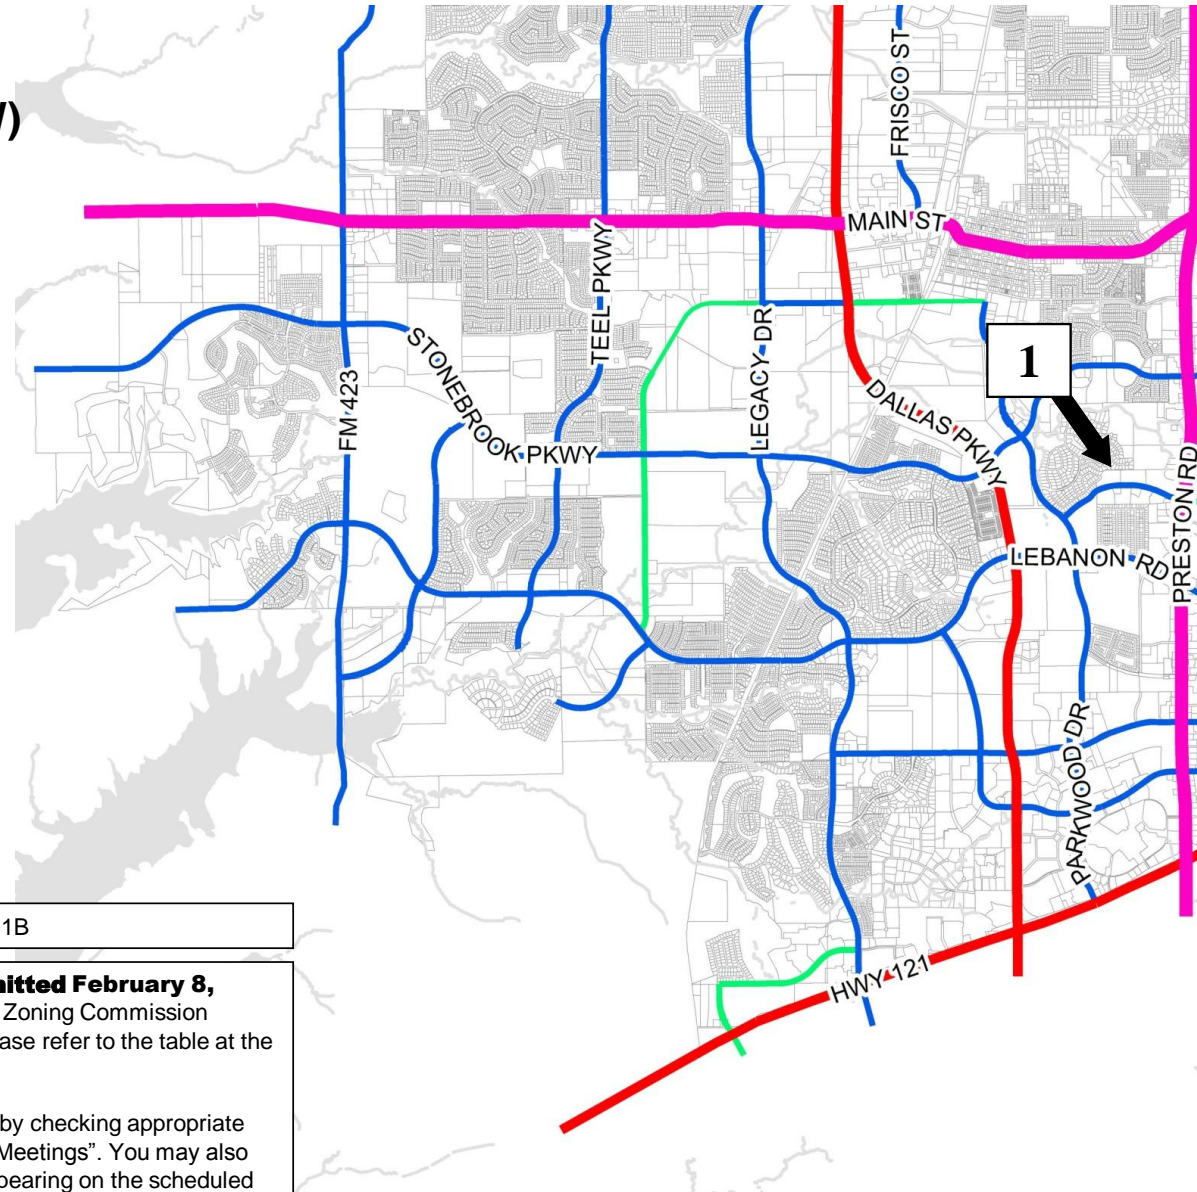 W)
FRISCO ST
MAIN ST
TEEL PKWY
LEGACY DR
STONEBROOK PKWY
FM 423
1
DALLAS PKWY
PRESTON RD
LEBANON RD
PARKWOOD DR
HWY 121
1B
itted February 8,
Zoning Commission
ase refer to the table at the
by checking appropriate
Meetings”. You may also
pearing on the scheduled